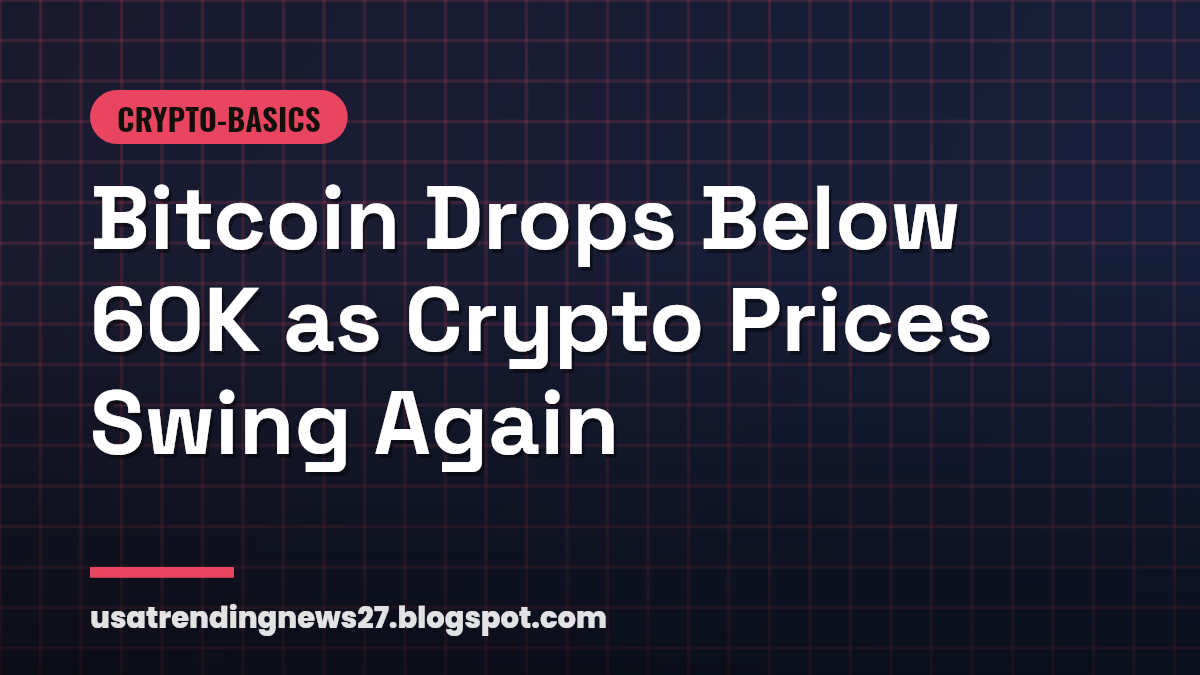 CRYPTO-BASICS
Bitcoin Drops Below
60K as Crypto Prices
Swing Again
usatrendingnews27.blogspot.com